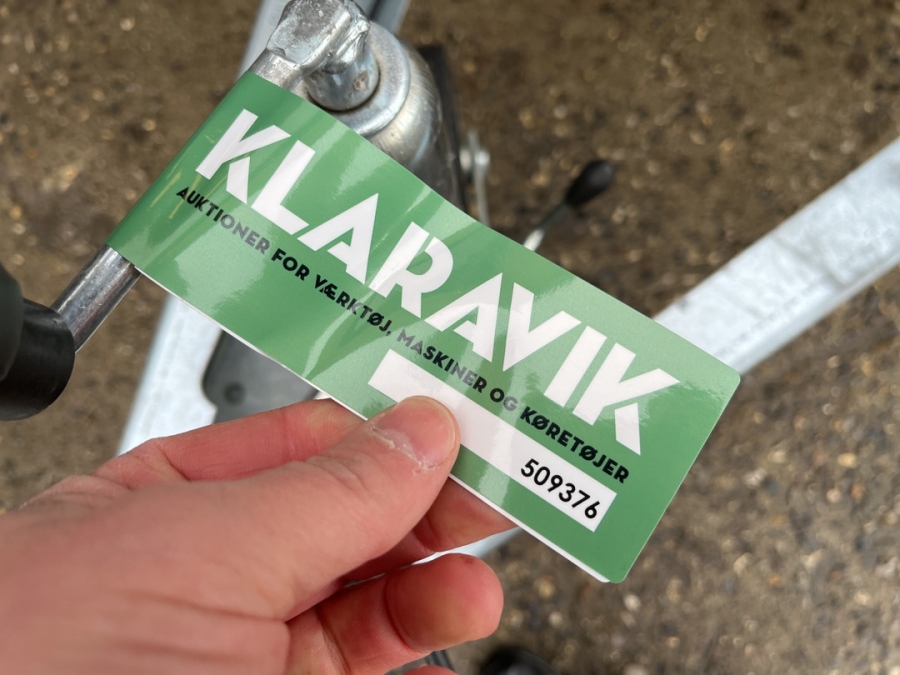 KLARAVIK
AUKTIONER FOR VÆRKTØJ, MASKINER OG KØRETØJER
509376